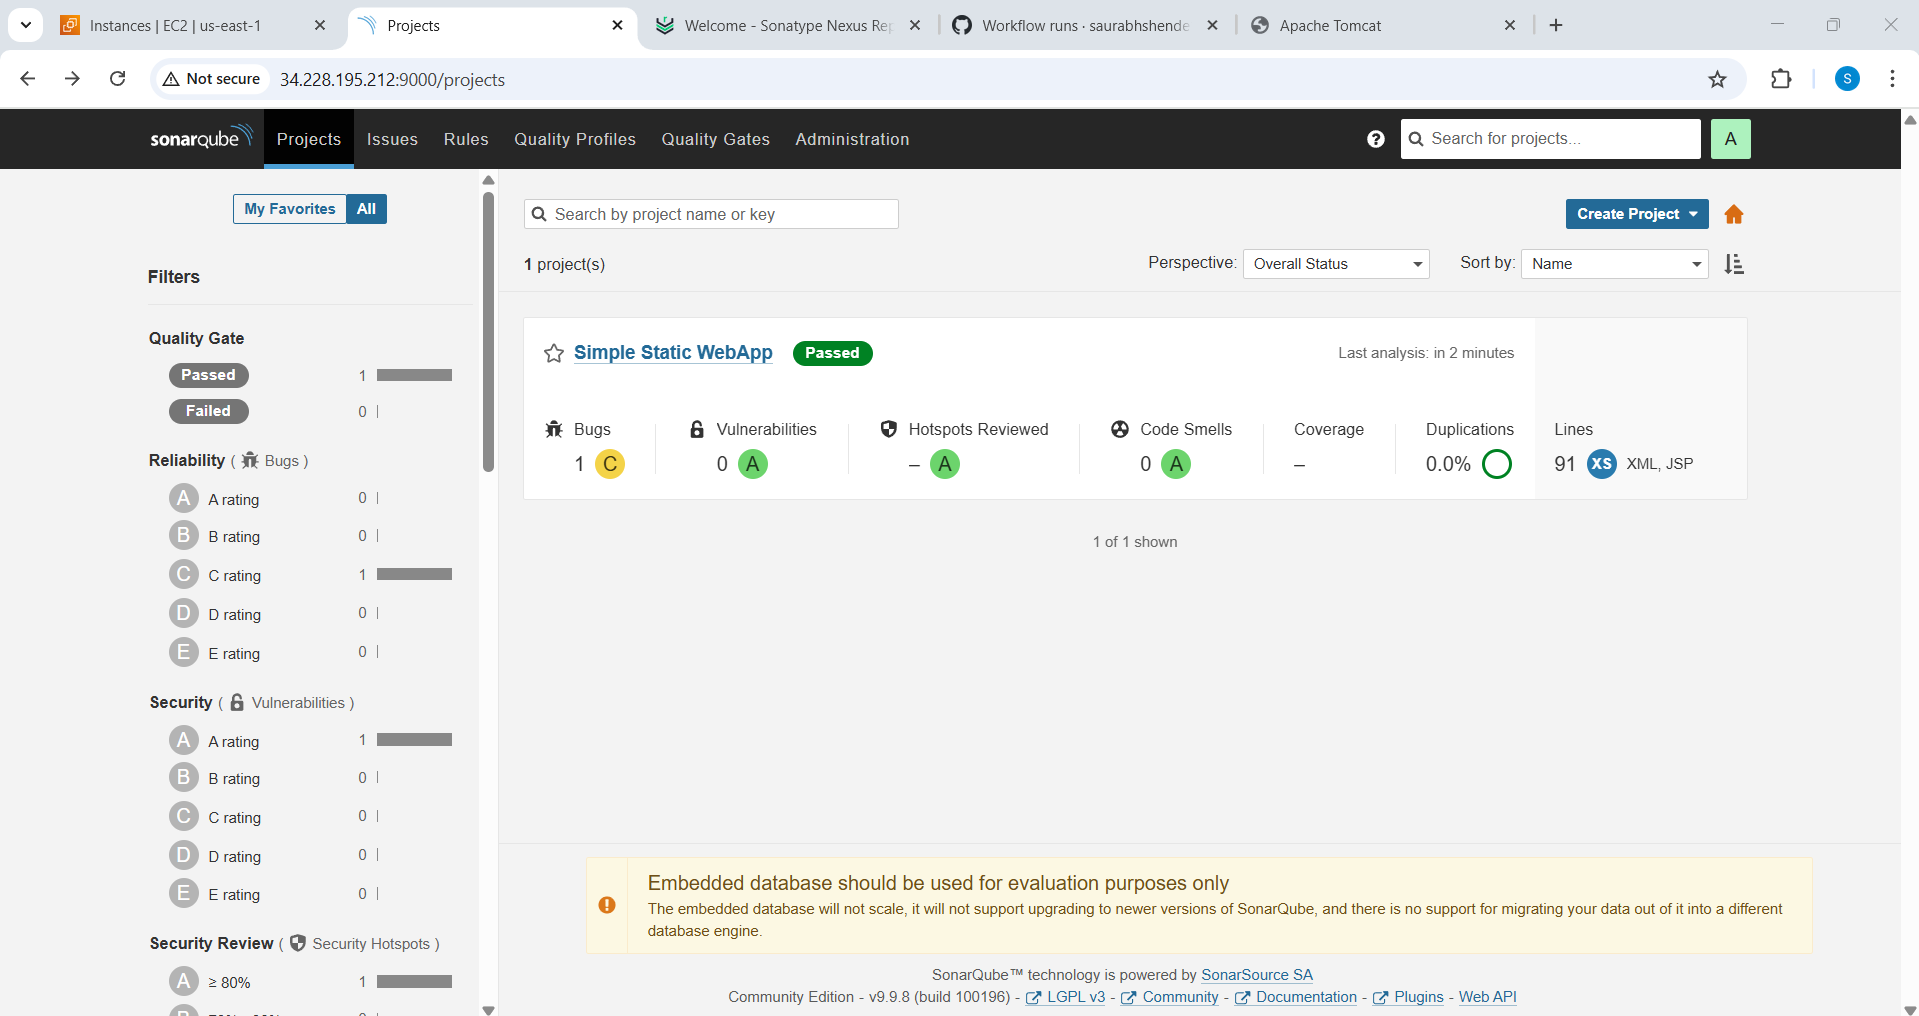 Instances | EC2 | us-east-1
Projects
Welcome - Sonatype Nexus Rep
Workflow runs · saurabhshende
Apache Tomcat
Not secure
34.228.195.212:9000/projects
S
sonarqube
Projects
Issues
Rules
Quality Profiles
Quality Gates
Administration
Search for projects...
A
My Favorites
All
Search by project name or key
Create Project
1 project(s)
Perspective:
Overall Status
Sort by:
Name
Filters
Quality Gate
Passed 1
Failed 0
Reliability ( Bugs )
A A rating 0
B B rating 0
C C rating 1
D D rating 0
E E rating 0
Security ( Vulnerabilities )
A A rating 1
B B rating 0
C C rating 0
D D rating 0
E E rating 0
Security Review ( Security Hotspots )
A ≥ 80% 1
Simple Static WebApp
Passed
Last analysis: in 2 minutes
Bugs
Vulnerabilities
Hotspots Reviewed
Code Smells
Coverage
Duplications
Lines
1 C
0 A
– A
0 A
–
0.0%
91 XS XML, JSP
1 of 1 shown
Embedded database should be used for evaluation purposes only
The embedded database will not scale, it will not support upgrading to newer versions of SonarQube, and there is no support for migrating your data out of it into a different
database engine.
SonarQube™ technology is powered by SonarSource SA
Community Edition - v9.9.8 (build 100196) - LGPL v3 - Community - Documentation - Plugins - Web API